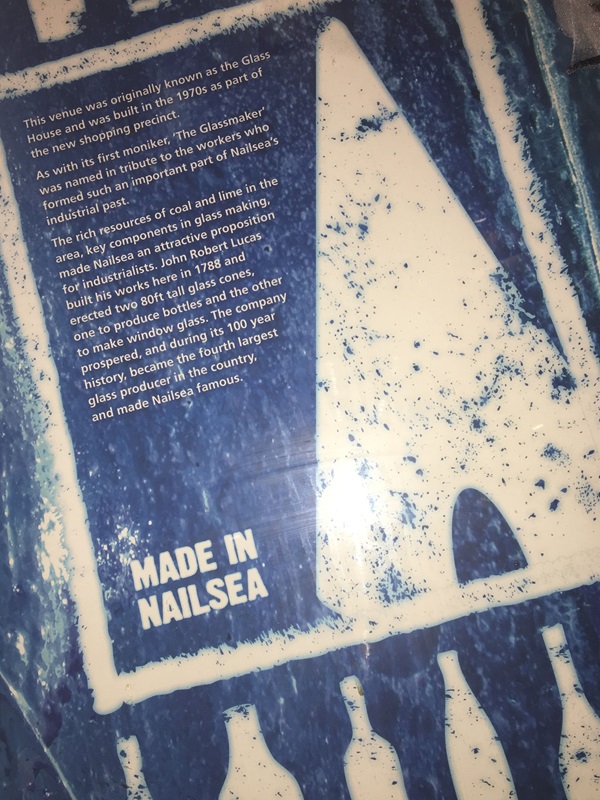 This venue was originally known as the Glass
House and was built in the 1970s as part of
the new shopping precinct.
As with its first moniker, 'The Glassmaker'
was named in tribute to the workers who
formed such an important part of Nailsea's
industrial past.
The rich resources of coal and lime in the
area, key components in glass making,
made Nailsea an attractive proposition
for industrialists. John Robert Lucas
built his works here in 1788 and
erected two 80ft tall glass cones,
one to produce bottles and the other
to make window glass. The company
prospered, and during its 100 year
history, became the fourth largest
glass producer in the country,
and made Nailsea famous.
MADE IN
NAILSEA